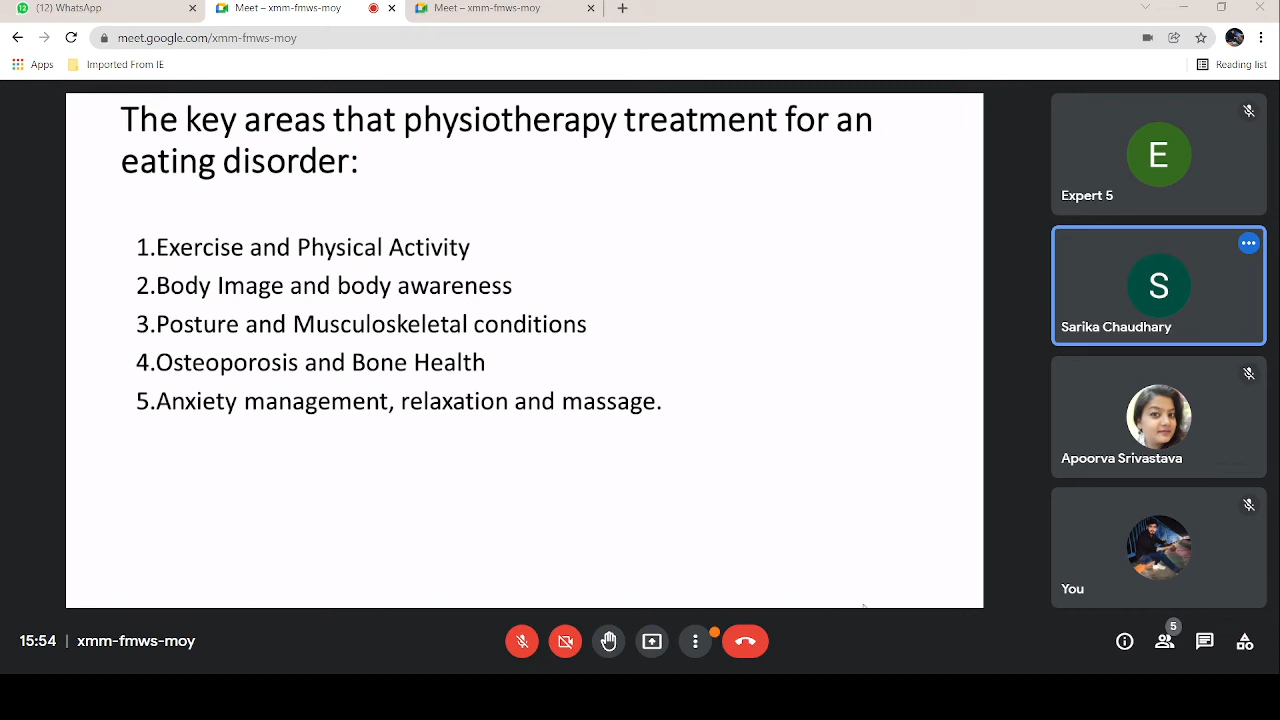 (12) WhatsApp
Meet – xmm-fmws-moy
Meet – xmm-fmws-moy
meet.google.com/xmm-fmws-moy
Apps
Imported From IE
Reading list
The key areas that physiotherapy treatment for an
eating disorder:
1.Exercise and Physical Activity
2.Body Image and body awareness
3.Posture and Musculoskeletal conditions
4.Osteoporosis and Bone Health
5.Anxiety management, relaxation and massage.
E
Expert 5
S
Sarika Chaudhary
Apoorva Srivastava
You
15:54 | xmm-fmws-moy
5